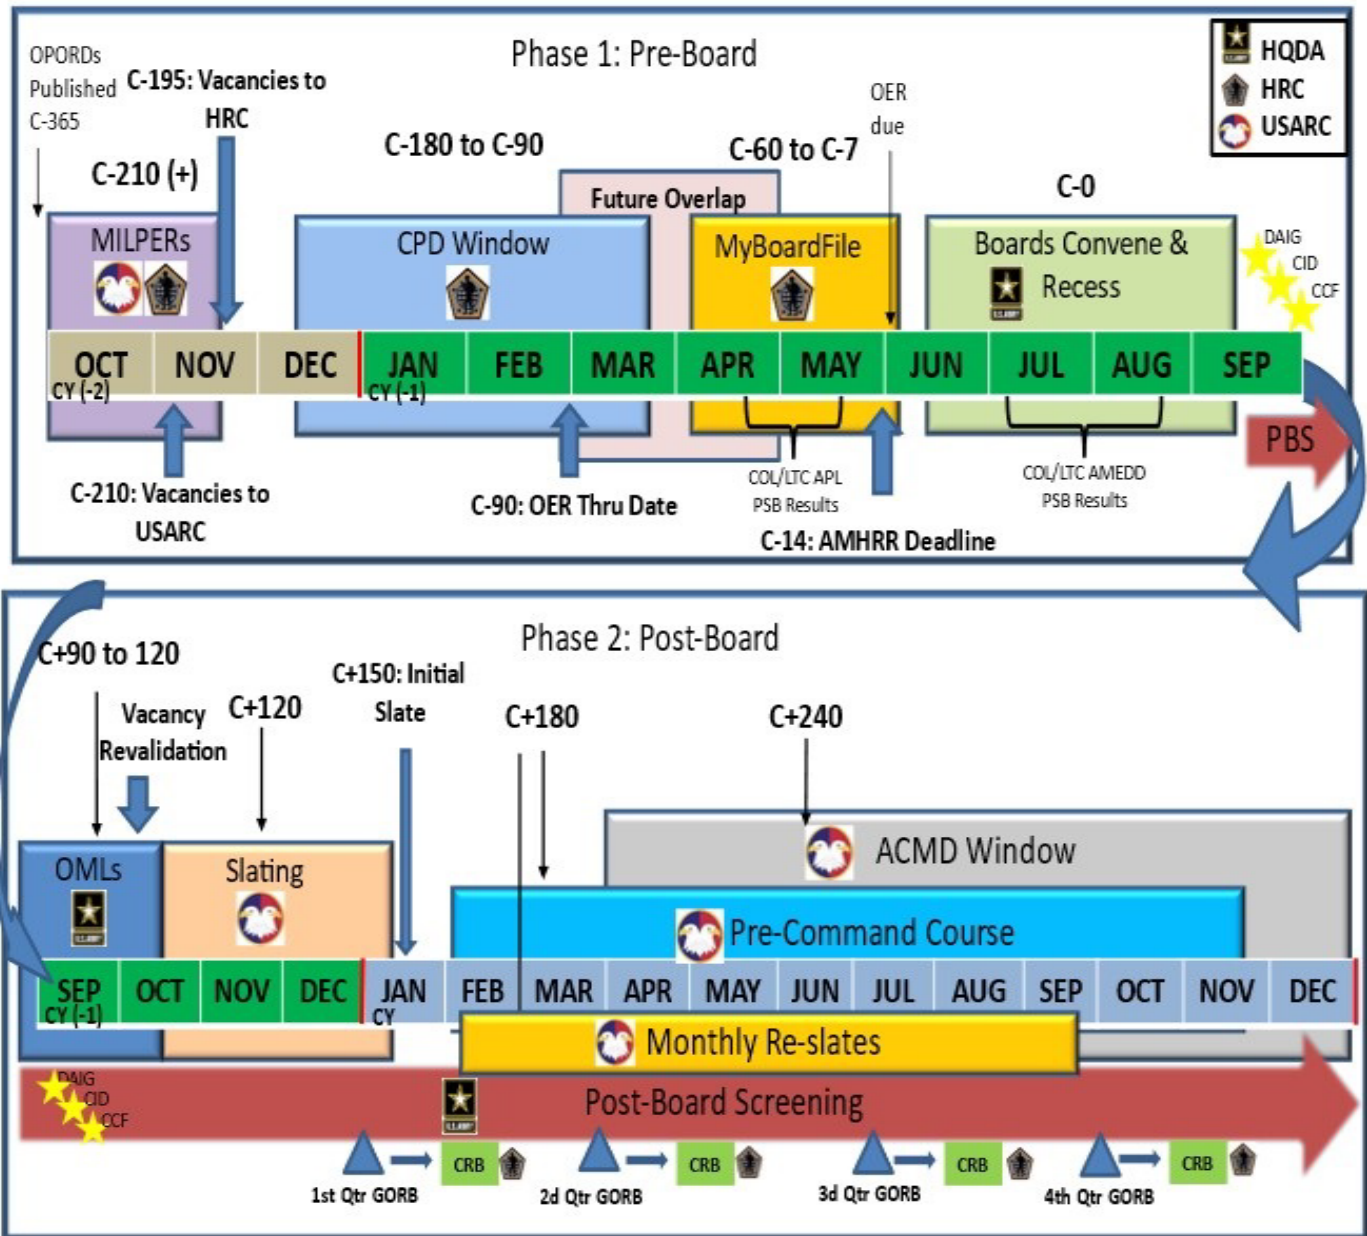 Phase 1: Pre-Board
HQDA
HRC
USARC
OPORDs
Published
C-365
C-195: Vacancies to
HRC
C-210 (+)
C-180 to C-90
C-60 to C-7
OER
due
C-0
Future Overlap
MILPERs
CPD Window
MyBoardFile
Boards Convene &
Recess
U.S.ARMY
DAIG
CID
CCF
OCT NOV DEC JAN FEB MAR APR MAY JUN JUL AUG SEP
CY (-2)
CY (-1)
PBS
C-210: Vacancies to
USARC
C-90: OER Thru Date
COL/LTC APL
PSB Results
COL/LTC AMEDD
PSB Results
C-14: AMHRR Deadline
Phase 2: Post-Board
C+90 to 120
Vacancy
Revalidation
C+120
C+150: Initial
Slate
C+180
C+240
OMLs
Slating
ACMD Window
Pre-Command Course
SEP OCT NOV DEC JAN FEB MAR APR MAY JUN JUL AUG SEP OCT NOV DEC
CY (-1)
CY
Monthly Re-slates
DAIG
CID
CCF
U.S.ARMY
Post-Board Screening
CRB
CRB
CRB
CRB
1st Qtr GORB
2d Qtr GORB
3d Qtr GORB
4th Qtr GORB